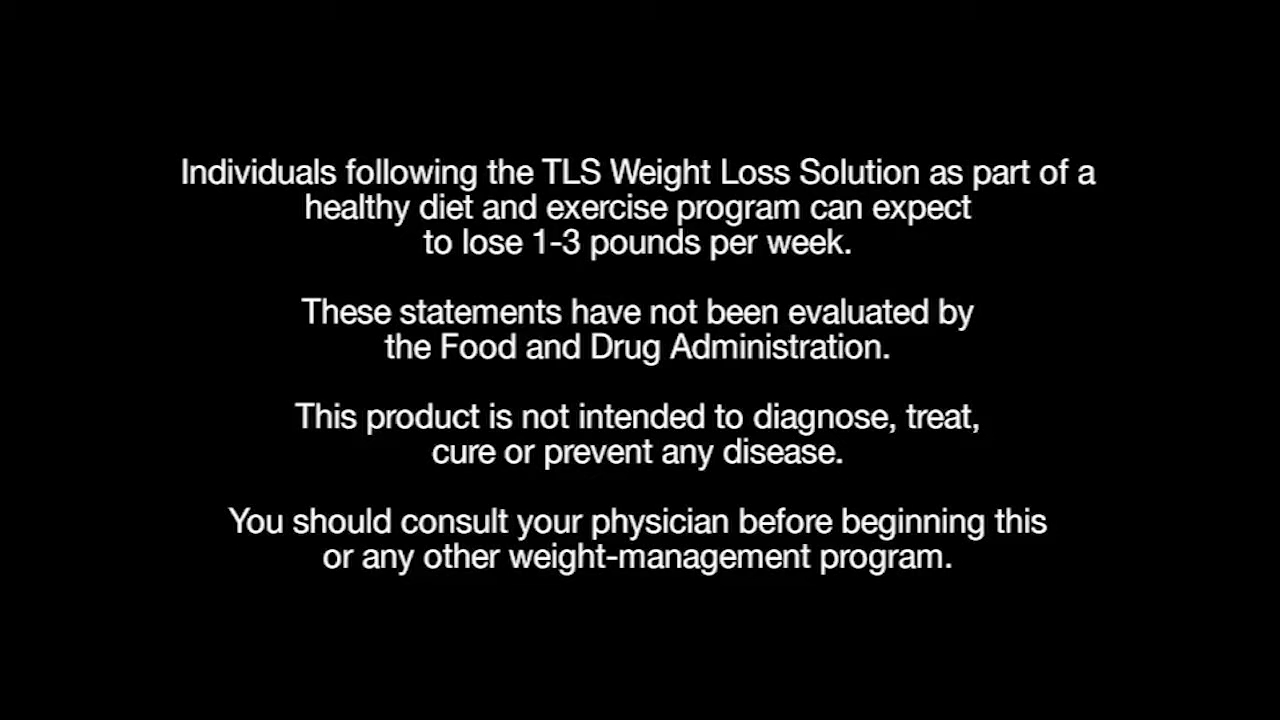 Individuals following the TLS Weight Loss Solution as part of a
healthy diet and exercise program can expect
to lose 1-3 pounds per week.
These statements have not been evaluated by
the Food and Drug Administration.
This product is not intended to diagnose, treat,
cure or prevent any disease.
You should consult your physician before beginning this
or any other weight-management program.